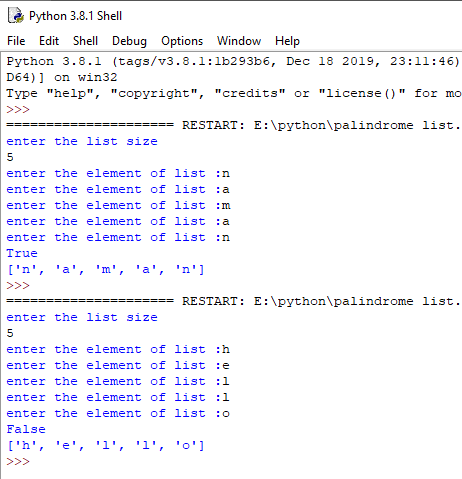 Python 3.8.1 Shell
File Edit Shell Debug Options Window Help
Python 3.8.1 (tags/v3.8.1:1b293b6, Dec 18 2019, 23:11:46)
D64)] on win32
Type "help", "copyright", "credits" or "license()" for mo
>>>
===================== RESTART: E:\python\palindrome list.
enter the list size
5
enter the element of list :n
enter the element of list :a
enter the element of list :m
enter the element of list :a
enter the element of list :n
True
['n', 'a', 'm', 'a', 'n']
>>>
===================== RESTART: E:\python\palindrome list.
enter the list size
5
enter the element of list :h
enter the element of list :e
enter the element of list :l
enter the element of list :l
enter the element of list :o
False
['h', 'e', 'l', 'l', 'o']
>>>